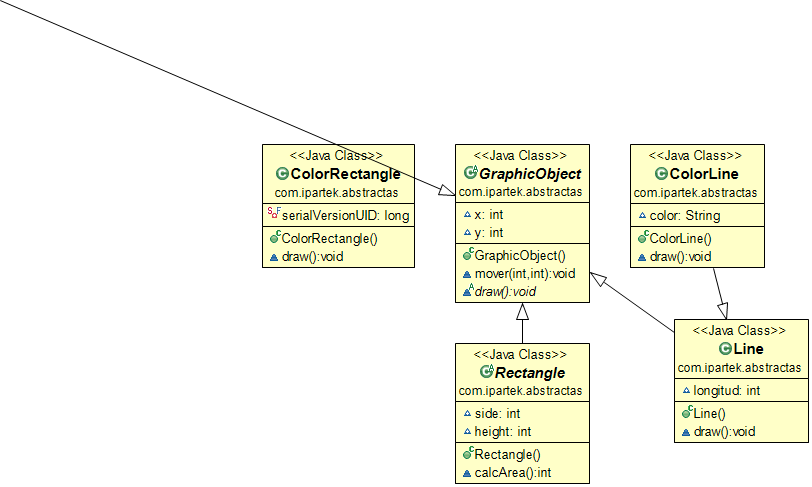 <<Java Class>>
ColorRectangle
com.ipartek.abstractas
serialVersionUID: long
ColorRectangle()
draw():void
<<Java Class>>
GraphicObject
com.ipartek.abstractas
x: int
y: int
GraphicObject()
mover(int,int):void
draw():void
<<Java Class>>
ColorLine
com.ipartek.abstractas
color: String
ColorLine()
draw():void
<<Java Class>>
Rectangle
com.ipartek.abstractas
side: int
height: int
Rectangle()
calcArea():int
<<Java Class>>
Line
com.ipartek.abstractas
longitud: int
Line()
draw():void